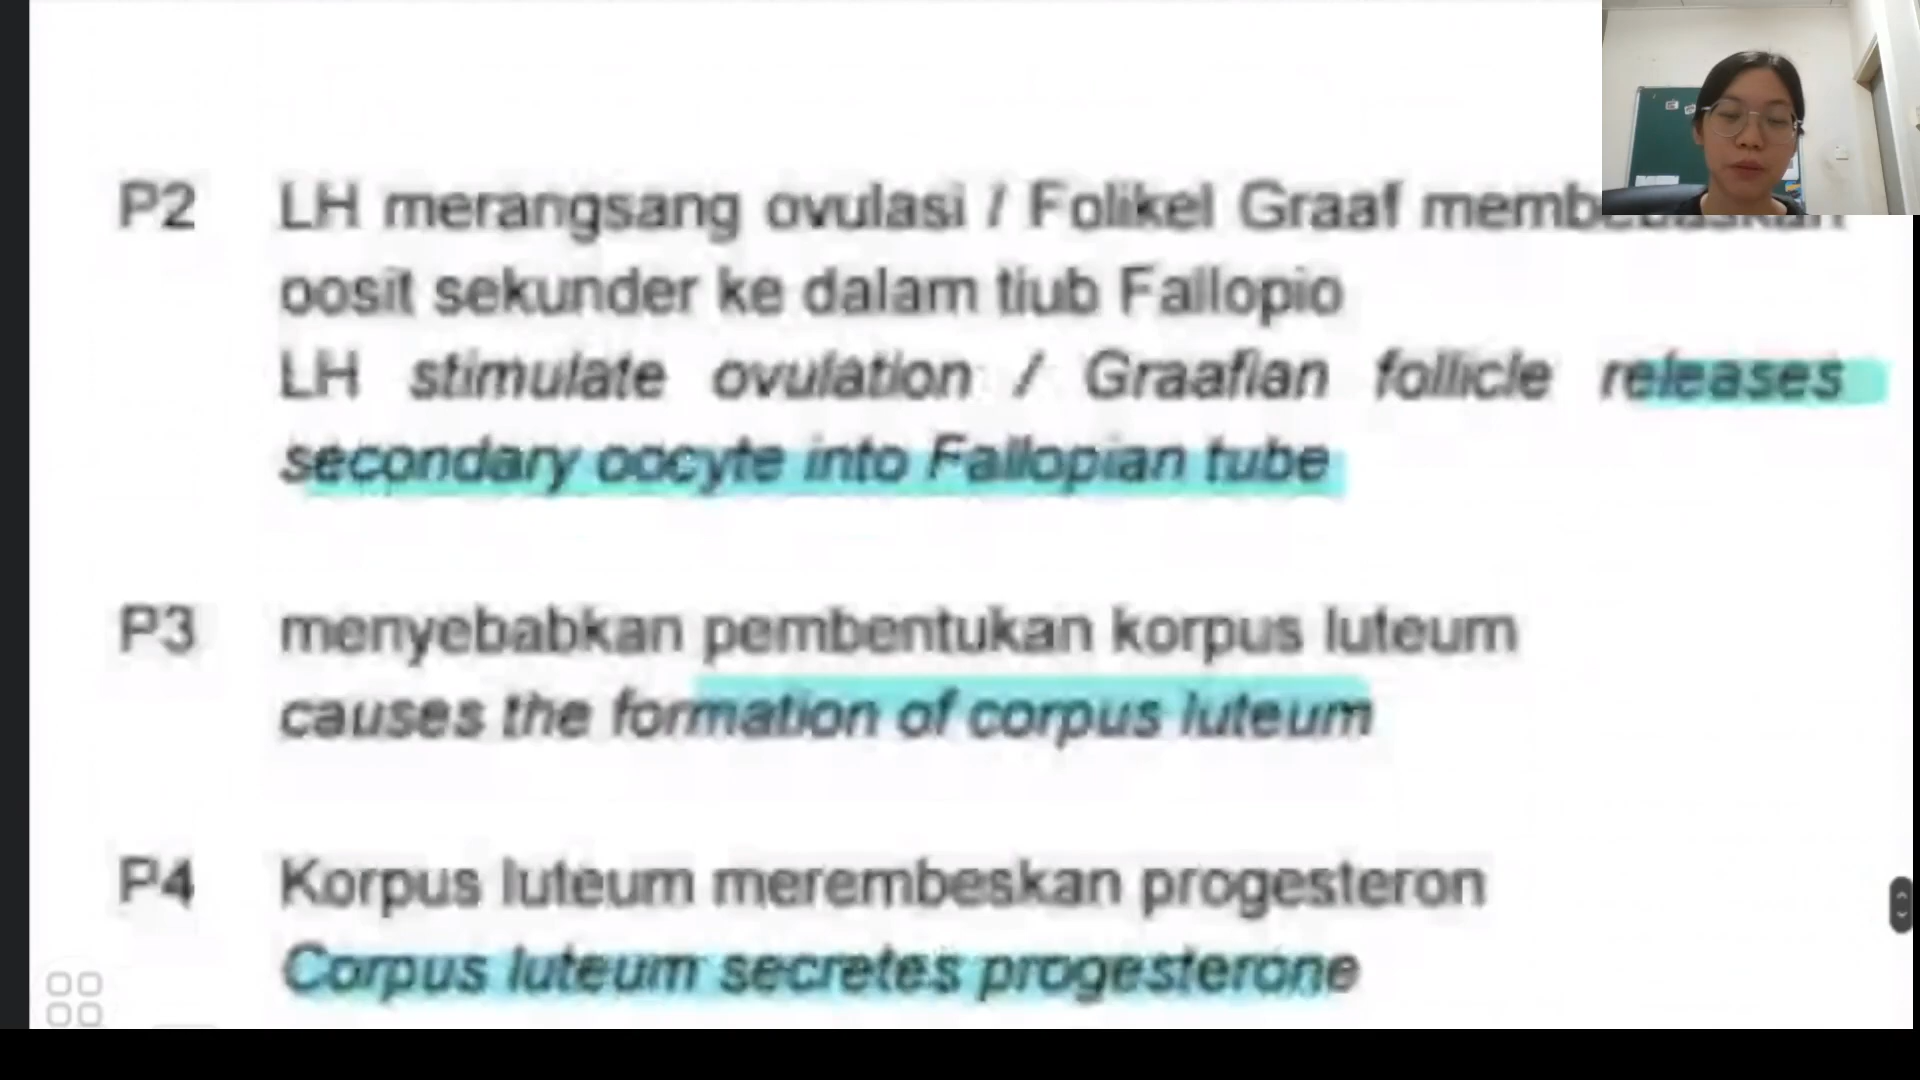 P2 LH merangsang ovulasi / Folikel Graaf
oosit sekunder ke dalam tiub Fallopio
LH stimulate ovulation / Graafian follicle releases
secondary oocyte into Fallopian tube
P3 menyebabkan pembentukan korpus luteum
causes the formation of corpus luteum
P4 Korpus luteum merembeskan progesteron
Corpus luteum secretes progesterone